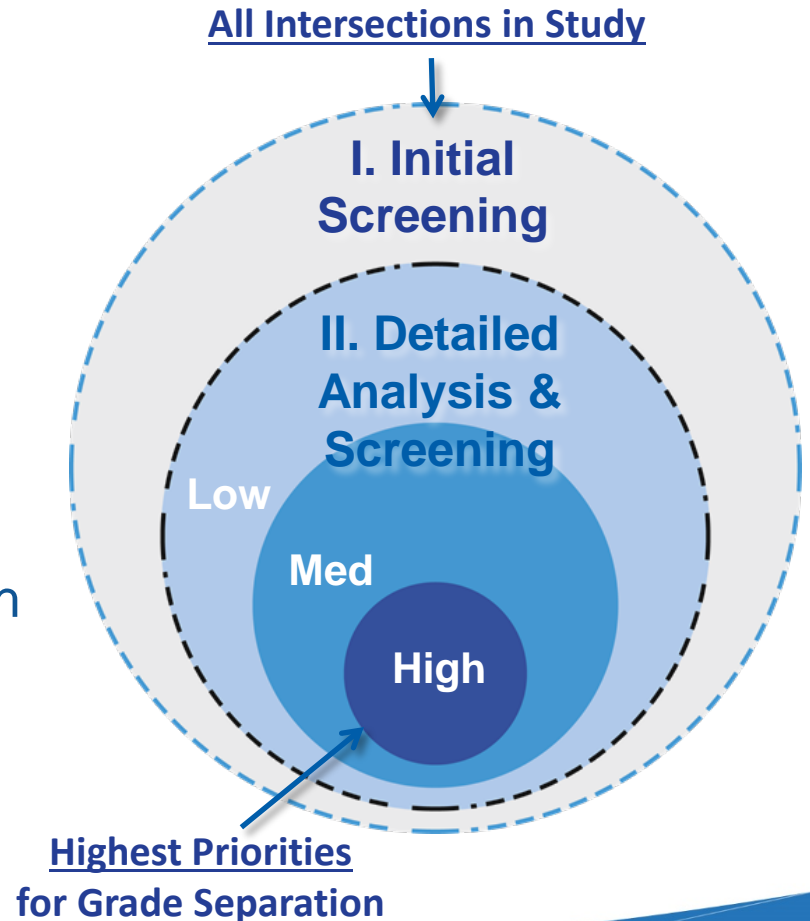 All Intersections in Study
I. Initial
Screening
II. Detailed
Analysis &
Screening
Low
Med
High
Highest Priorities
for Grade Separation